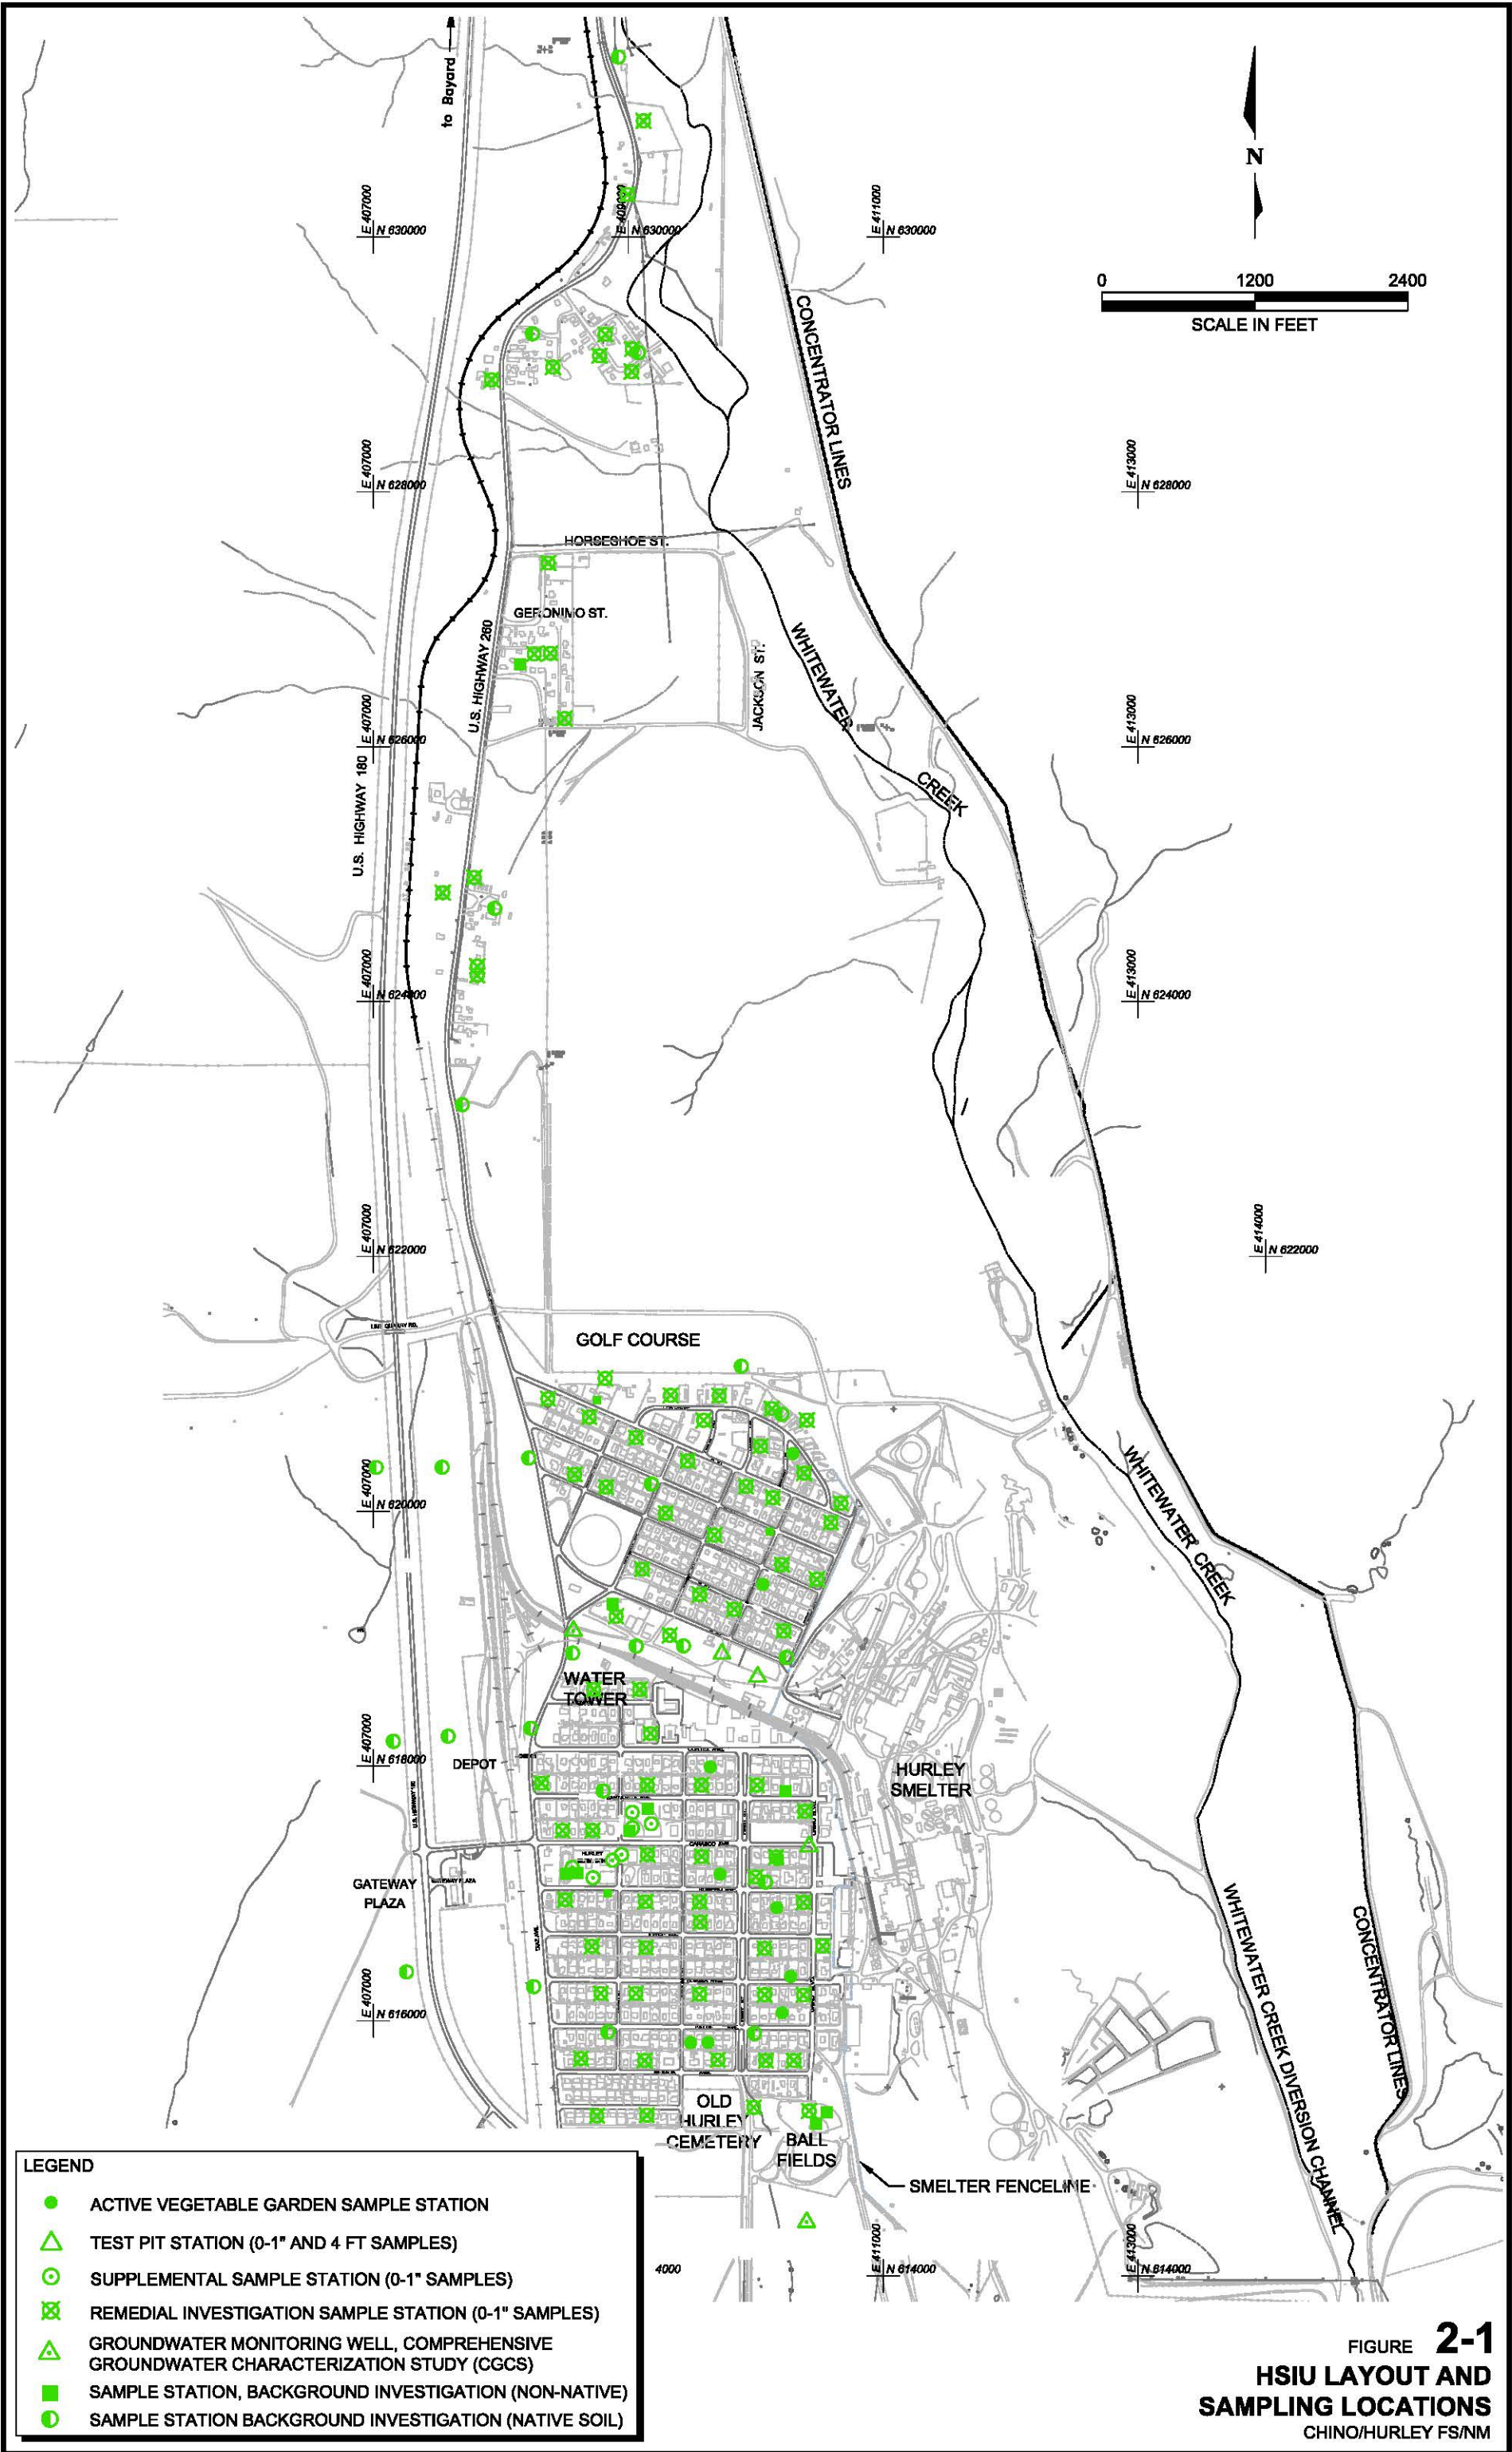 to Bayard
E 407000
N 630000
E 409000
N 630000
E 411000
N 630000
N
0 1200 2400
SCALE IN FEET
CONCENTRATOR LINES
E 407000
N 628000
E 413000
N 628000
HORSESHOE ST.
GERONIMO ST.
U.S. HIGHWAY 260
JACKSON ST.
WHITEWATER
CREEK
E 407000
N 626000
E 413000
N 626000
U.S. HIGHWAY 180
E 407000
N 624000
E 413000
N 624000
E 407000
N 622000
E 414000
N 622000
GOLF COURSE
E 407000
N 620000
WHITEWATER CREEK
WATER
TOWER
E 407000
N 618000
DEPOT
HURLEY
SMELTER
U.S. HIGHWAY 180
GATEWAY
PLAZA
GATEWAY PLAZA
E 407000
N 616000
WHITEWATER CREEK DIVERSION CHANNEL
CONCENTRATOR LINES
OLD
HURLEY
CEMETERY
BALL
FIELDS
SMELTER FENCELINE
4000
E 411000
N 614000
E 413000
N 614000
LEGEND
ACTIVE VEGETABLE GARDEN SAMPLE STATION
TEST PIT STATION (0-1" AND 4 FT SAMPLES)
SUPPLEMENTAL SAMPLE STATION (0-1" SAMPLES)
REMEDIAL INVESTIGATION SAMPLE STATION (0-1" SAMPLES)
GROUNDWATER MONITORING WELL, COMPREHENSIVE
GROUNDWATER CHARACTERIZATION STUDY (CGCS)
SAMPLE STATION, BACKGROUND INVESTIGATION (NON-NATIVE)
SAMPLE STATION BACKGROUND INVESTIGATION (NATIVE SOIL)
FIGURE 2-1
HSIU LAYOUT AND
SAMPLING LOCATIONS
CHINO/HURLEY FS/NM